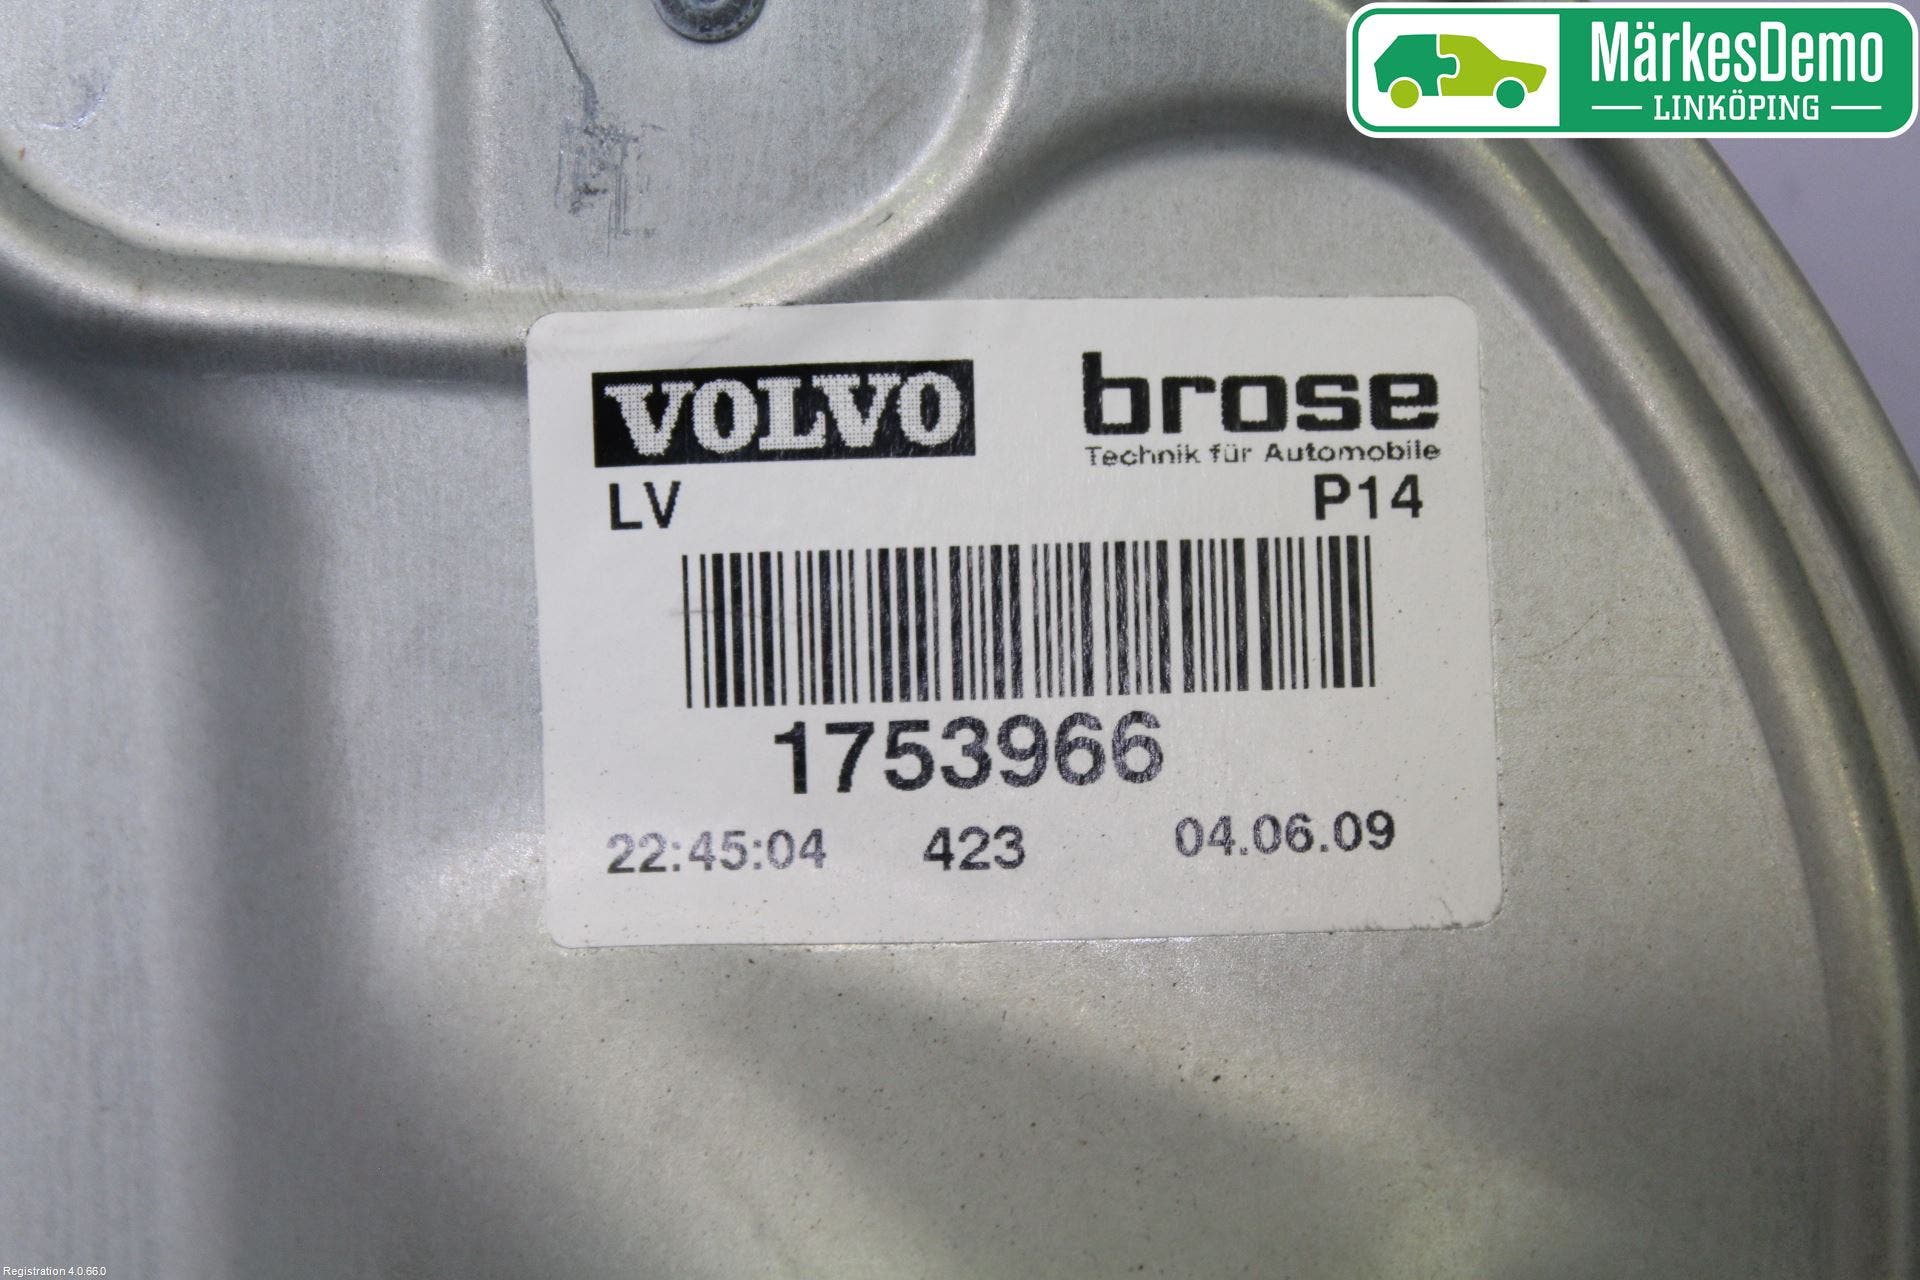 MärkesDemo
LINKÖPING
VOLVO
brose
Technik für Automobile
LV
P14
1753966
22:45:04 423 04.06.09
Registration 4.0.66.0